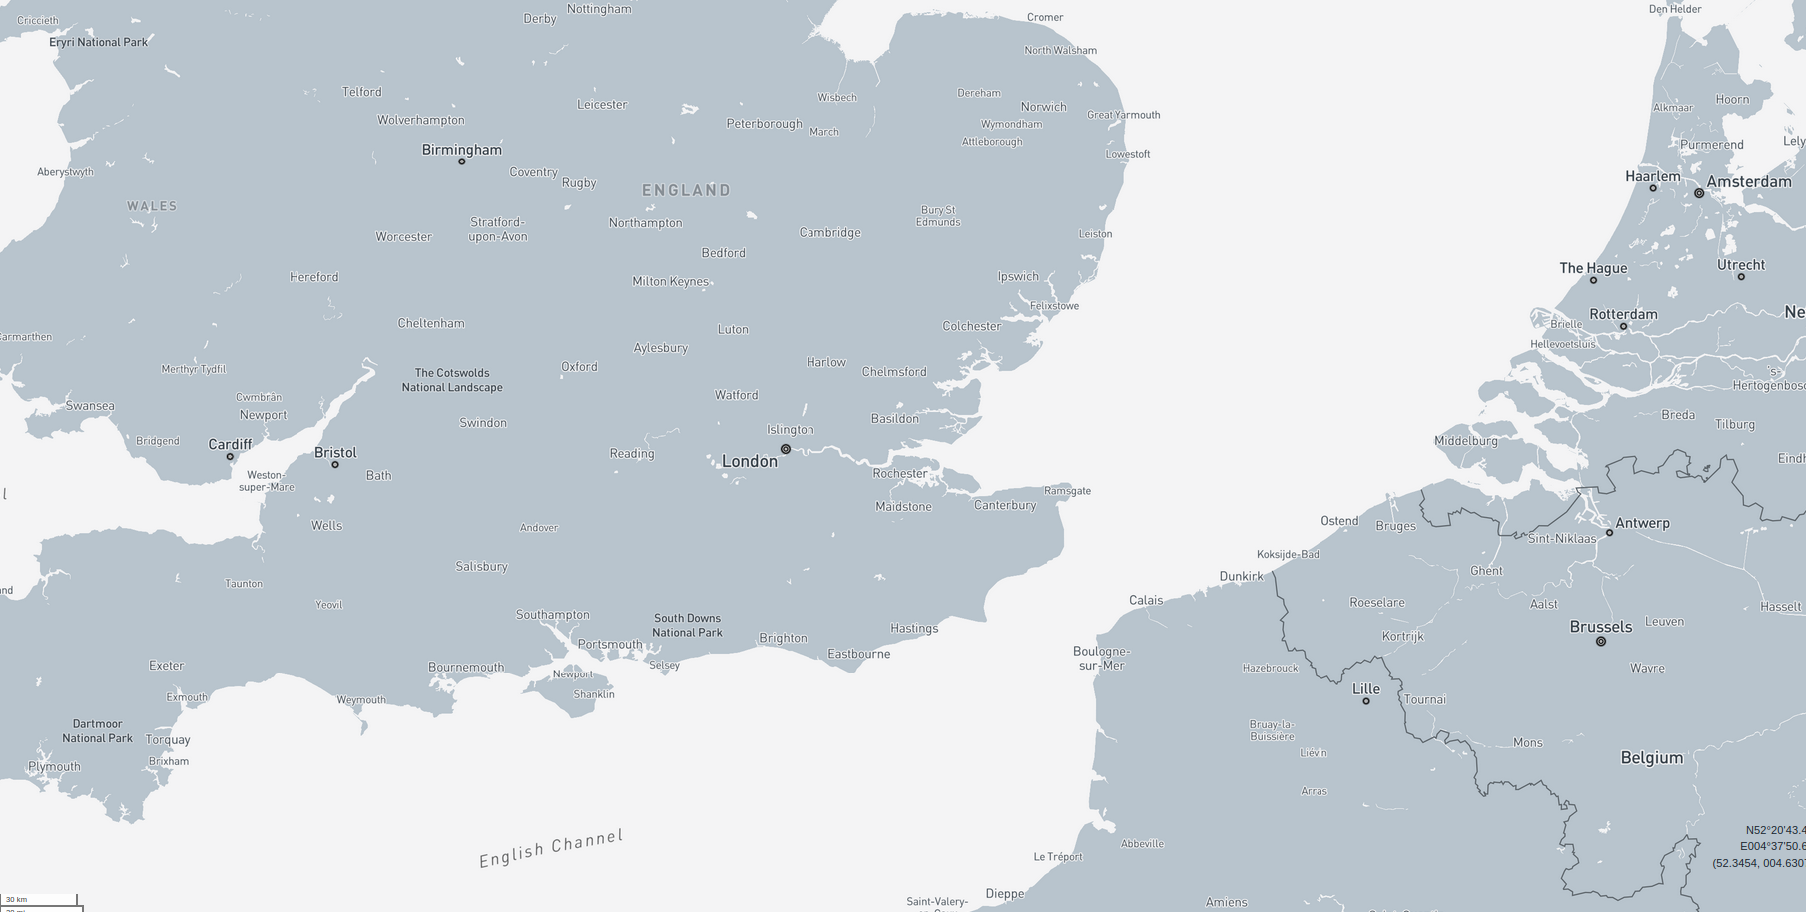 Criccieth
Derby
Nottingham
Cromer
Den Helder
Eryri National Park
North Walsham
Telford
Leicester
Wisbech
Dereham
Norwich
Alkmaar
Hoorn
Wolverhampton
Peterborough
March
Wymondham
Great Yarmouth
Attleborough
Purmerend
Lely
Birmingham
Lowestoft
Aberystwyth
Coventry
Rugby
ENGLAND
Haarlem
Amsterdam
WALES
Stratford-
upon-Avon
Northampton
Bury St
Edmunds
Worcester
Cambridge
Leiston
Bedford
Hereford
Milton Keynes
Ipswich
The Hague
Utrecht
Felixstowe
Ne
Cheltenham
Luton
Colchester
Brielle
Rotterdam
Carmarthen
Aylesbury
Hellevoetsluis
Merthyr Tydfil
The Cotswolds
National Landscape
Oxford
Harlow
Chelmsford
's-
Hertogenbosc
Swansea
Cwmbrân
Newport
Watford
Basildon
Breda
Tilburg
Swindon
Islington
Bridgend
Cardiff
Bristol
Reading
London
Middelburg
Eindh
Weston-
super-Mare
Bath
Rochester
Ramsgate
Maidstone
Canterbury
Wells
Andover
Ostend
Bruges
Antwerp
Sint-Niklaas
Koksijde-Bad
Salisbury
Dunkirk
Ghent
nd
Taunton
Yeovil
Calais
Roeselare
Aalst
Hasselt
Southampton
South Downs
National Park
Hastings
Brussels
Leuven
Portsmouth
Brighton
Kortrijk
Eastbourne
Boulogne-
sur-Mer
Exeter
Bournemouth
Selsey
Newport
Hazebrouck
Wavre
Exmouth
Weymouth
Shanklin
Lille
Tournai
Dartmoor
National Park
Torquay
Bruay-la-
Buissière
Mons
Liévin
Brixham
Plymouth
Belgium
Arras
English Channel
N52°20'43.4
Abbeville
E004°37'50.6
Le Tréport
(52.3454, 004.6307
Dieppe
30 km
Saint-Valery-
Amiens